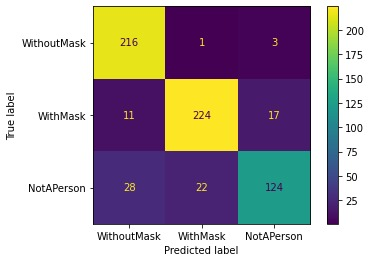 WithoutMask 216 1 3
WithMask 11 224 17
NotAPerson 28 22 124
WithoutMask WithMask NotAPerson
Predicted label
True label
200
175
150
125
100
75
50
25